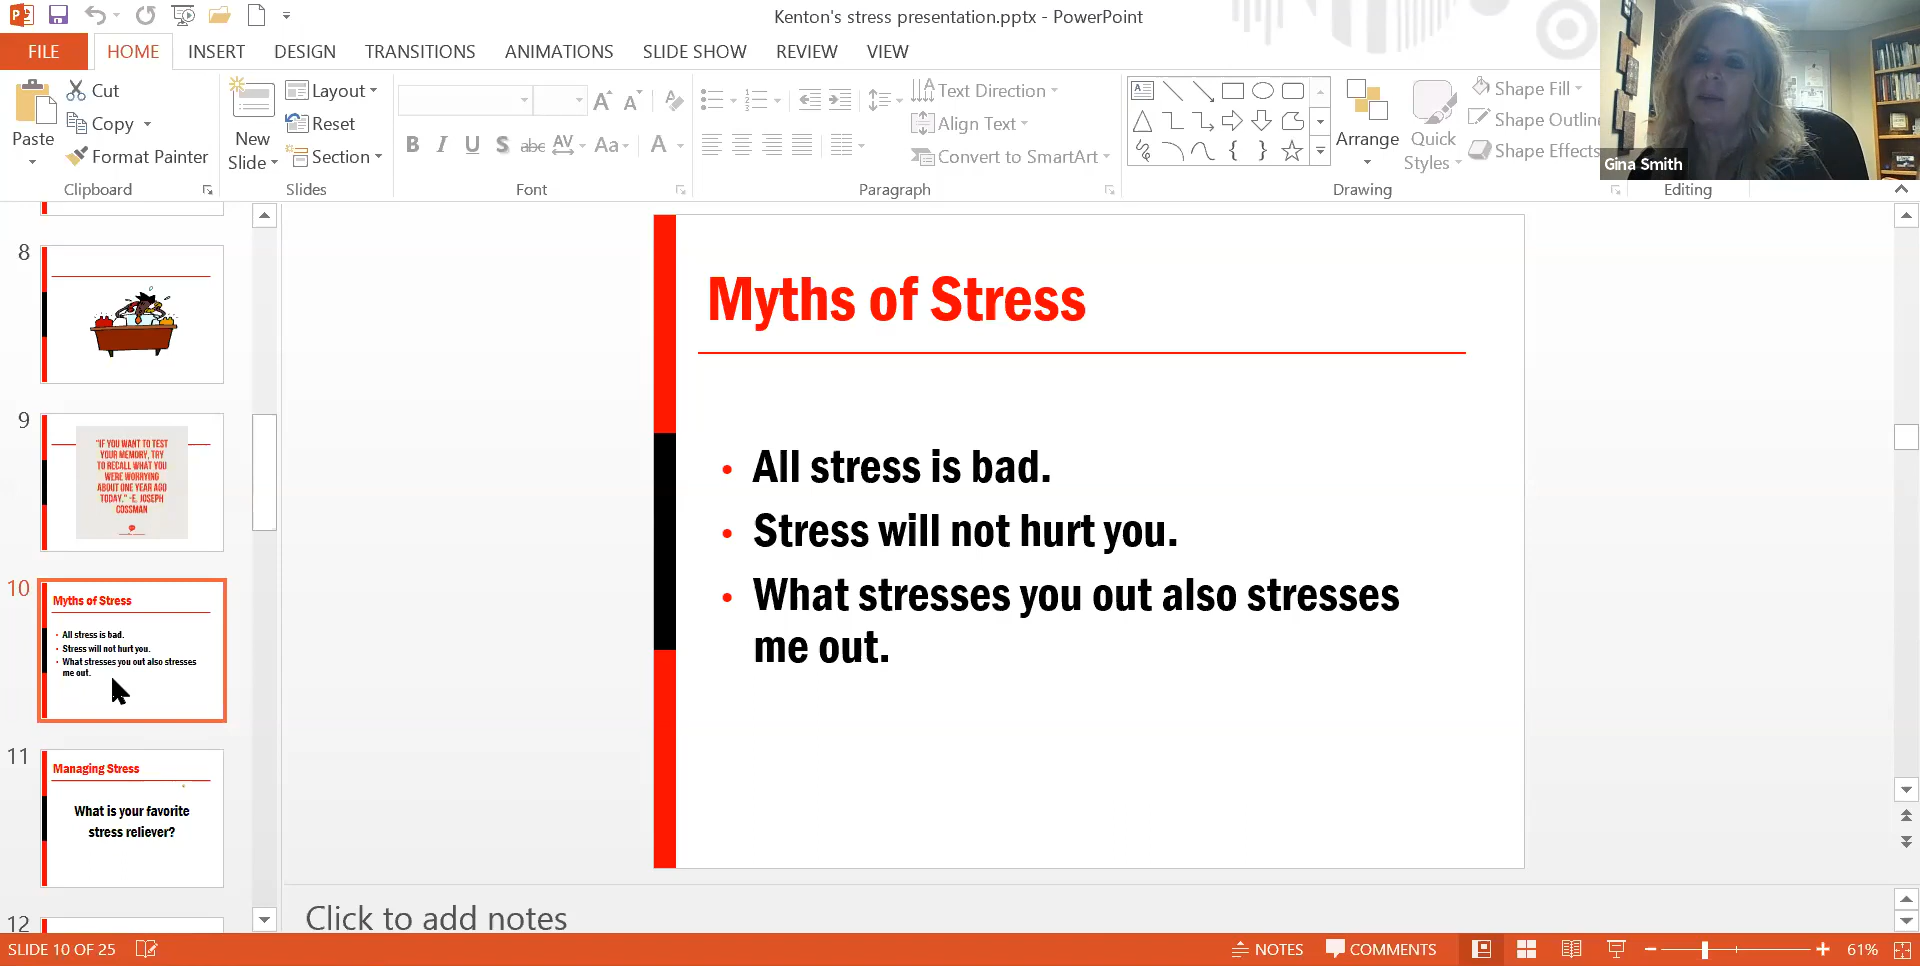 Kenton's stress presentation.pptx - PowerPoint
FILE HOME INSERT DESIGN TRANSITIONS ANIMATIONS SLIDE SHOW REVIEW VIEW
Paste
Cut
Copy
Format Painter
Clipboard
New
Slide
Layout
Reset
Section
Slides
B I U S abc AV Aa A
Font
Text Direction
Align Text
Convert to SmartArt
Paragraph
Arrange
Quick
Styles
Shape Fill
Shape Outlin
Shape Effects
Drawing
Editing
Gina Smith
8
9
"IF YOU WANT TO TEST
YOUR MEMORY, TRY
TO RECALL WHAT YOU
WERE WORRYING
ABOUT ONE YEAR AGO
TODAY." -E. JOSEPH
COSSMAN
10
Myths of Stress
• All stress is bad.
• Stress will not hurt you.
• What stresses you out also stresses
me out.
11
Managing Stress
What is your favorite
stress reliever?
12
Myths of Stress
• All stress is bad.
• Stress will not hurt you.
• What stresses you out also stresses
me out.
Click to add notes
SLIDE 10 OF 25 NOTES COMMENTS 61%